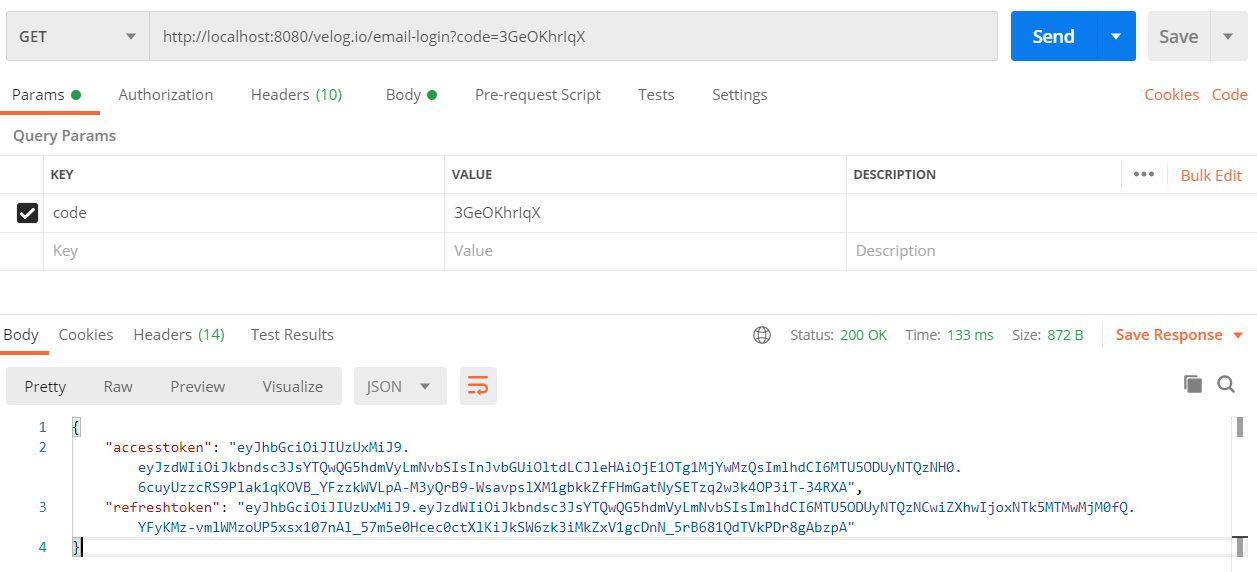 GET http://localhost:8080/velog.io/email-login?code=3GeOKhrIqX Send Save
Params Authorization Headers (10) Body Pre-request Script Tests Settings Cookies Code
Query Params
KEY VALUE DESCRIPTION ••• Bulk Edit
code 3GeOKhrIqX
Key Value Description
Body Cookies Headers (14) Test Results Status: 200 OK Time: 133 ms Size: 872 B Save Response
Pretty Raw Preview Visualize JSON
1 {
2 "accesstoken": "eyJhbGciOiJIUzUxMiJ9.
eyJzdWIiOiJkbndsc3JsYTQwQG5hdmVyLmNvbSIsInJvbGUiOltdLCJleHAiOjE1OTg1MjYwMzQsImlhdCI6MTU5ODUyNTQzNH0.
6cuyUzzcRS9Plak1qKOVB_YFzzkWVLpA-M3yQrB9-WsavpslXM1gbkkZfFHmGatNySETzq2w3k4OP3iT-34RXA",
3 "refreshtoken": "eyJhbGciOiJIUzUxMiJ9.eyJzdWIiOiJkbndsc3JsYTQwQG5hdmVyLmNvbSIsImlhdCI6MTU5ODUyNTQzNCwiZXhwIjoxNTk5MTMwMjM0fQ.
YFyKMz-vmlWMzoUP5xsx107nAl_57m5e0Hcec0ctXlKiJkSW6zk3iMkZxV1gcDnN_5rB681QdTVkPDr8gAbzpA"
4 }